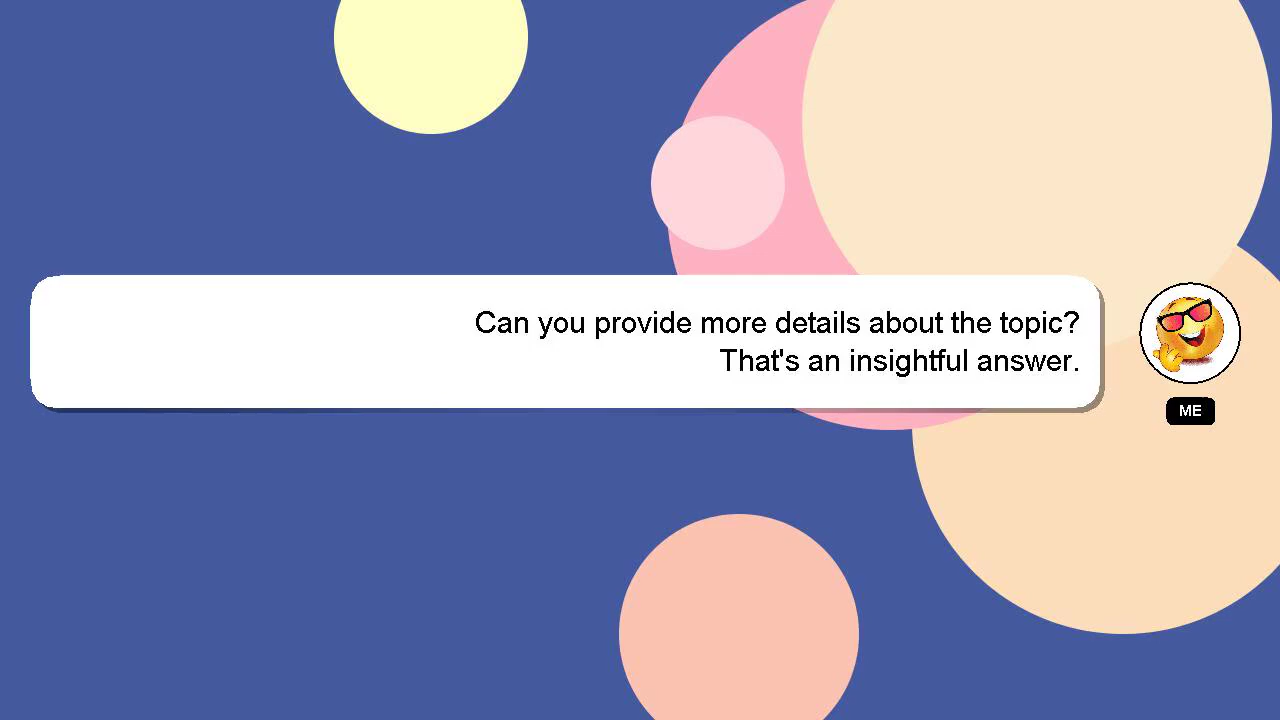 Can you provide more details about the topic?
That's an insightful answer.
ME